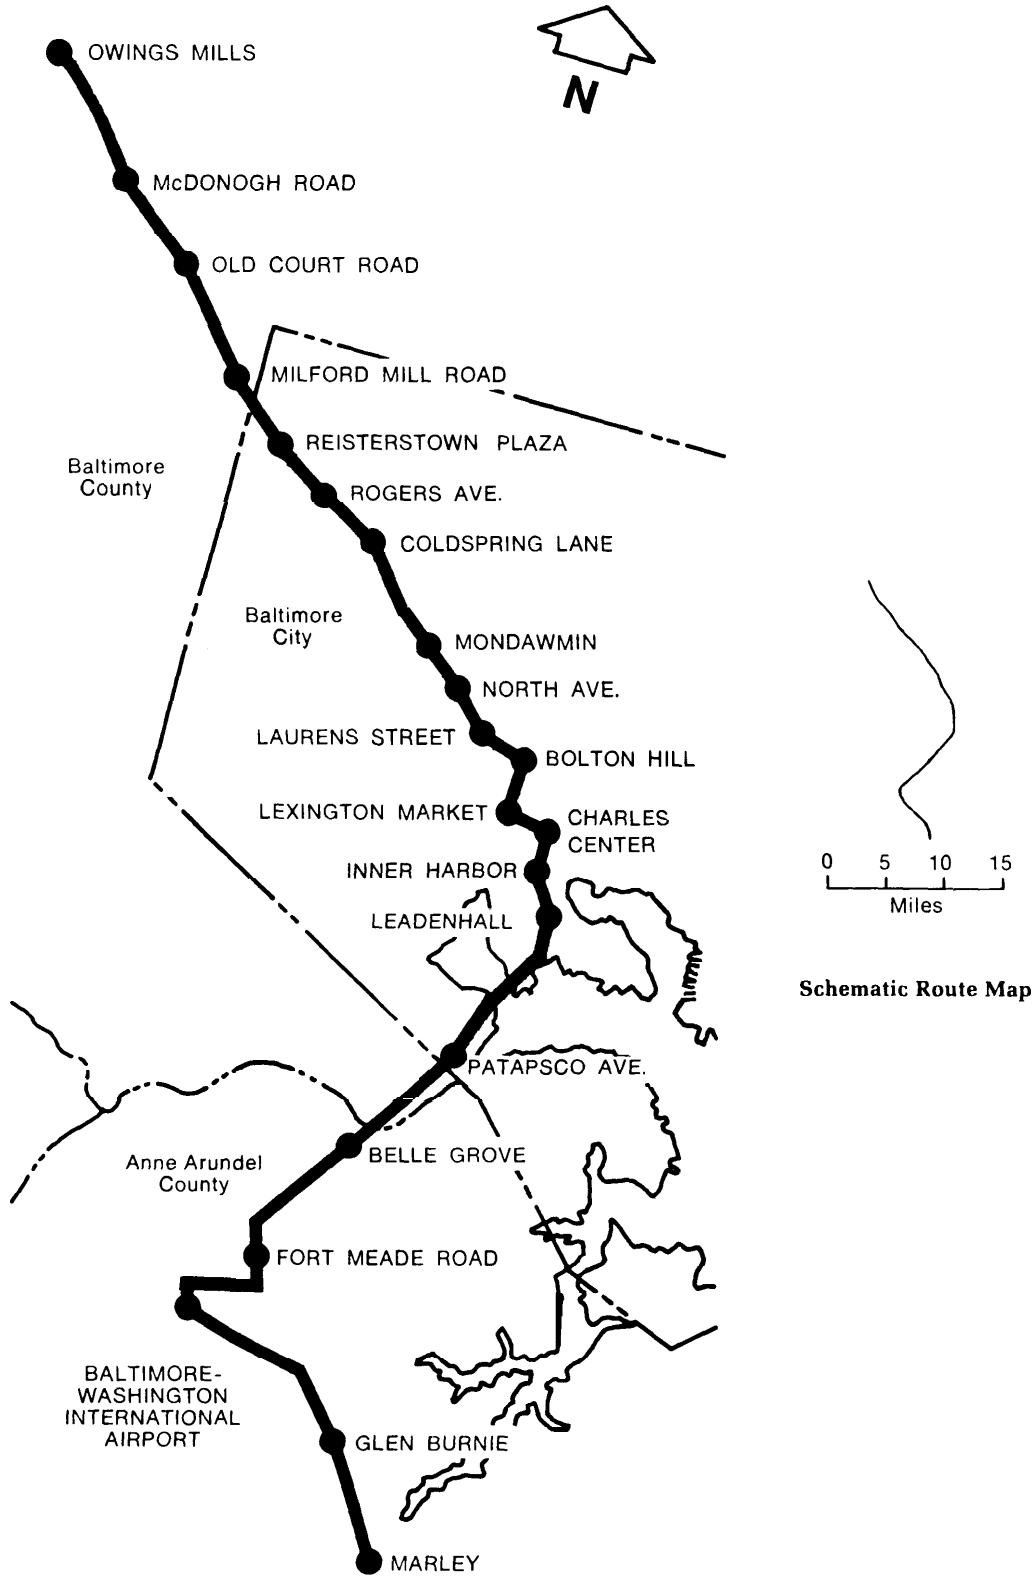 N
OWINGS MILLS
McDONOGH ROAD
OLD COURT ROAD
MILFORD MILL ROAD
REISTERSTOWN PLAZA
Baltimore
County
ROGERS AVE.
COLDSPRING LANE
Baltimore
City
MONDAWMIN
NORTH AVE.
LAURENS STREET
BOLTON HILL
LEXINGTON MARKET
CHARLES
CENTER
INNER HARBOR
0 5 10 15
Miles
LEADENHALL
Schematic Route Map
PATAPSCO AVE.
BELLE GROVE
Anne Arundel
County
FORT MEADE ROAD
BALTIMORE-
WASHINGTON
INTERNATIONAL
AIRPORT
GLEN BURNIE
MARLEY